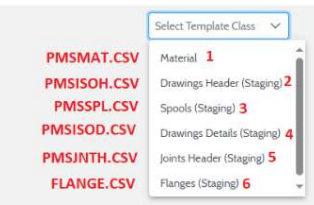 Select Template Class
PMSMAT.CSV Material 1
PMSISOH.CSV Drawings Header (Staging) 2
PMSSPL.CSV Spools (Staging) 3
PMSISOD.CSV Drawings Details (Staging) 4
PMSJNTH.CSV Joints Header (Staging) 5
FLANGE.CSV Flanges (Staging) 6